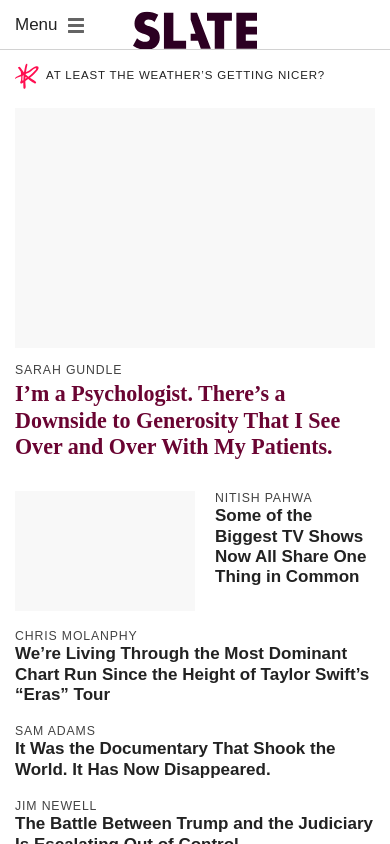 Menu
SLATE
AT LEAST THE WEATHER’S GETTING NICER?
SARAH GUNDLE
I’m a Psychologist. There’s a
Downside to Generosity That I See
Over and Over With My Patients.
NITISH PAHWA
Some of the
Biggest TV Shows
Now All Share One
Thing in Common
CHRIS MOLANPHY
We’re Living Through the Most Dominant
Chart Run Since the Height of Taylor Swift’s
“Eras” Tour
SAM ADAMS
It Was the Documentary That Shook the
World. It Has Now Disappeared.
JIM NEWELL
The Battle Between Trump and the Judiciary
Is Escalating Out of Control